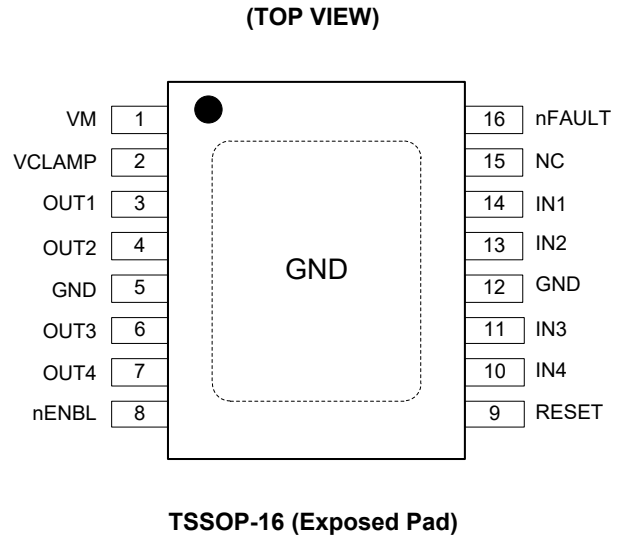 (TOP VIEW)
VM 1 16 nFAULT
VCLAMP 2 15 NC
OUT1 3 14 IN1
OUT2 4 13 IN2
GND
GND 5 12 GND
OUT3 6 11 IN3
OUT4 7 10 IN4
nENBL 8 9 RESET
TSSOP-16 (Exposed Pad)